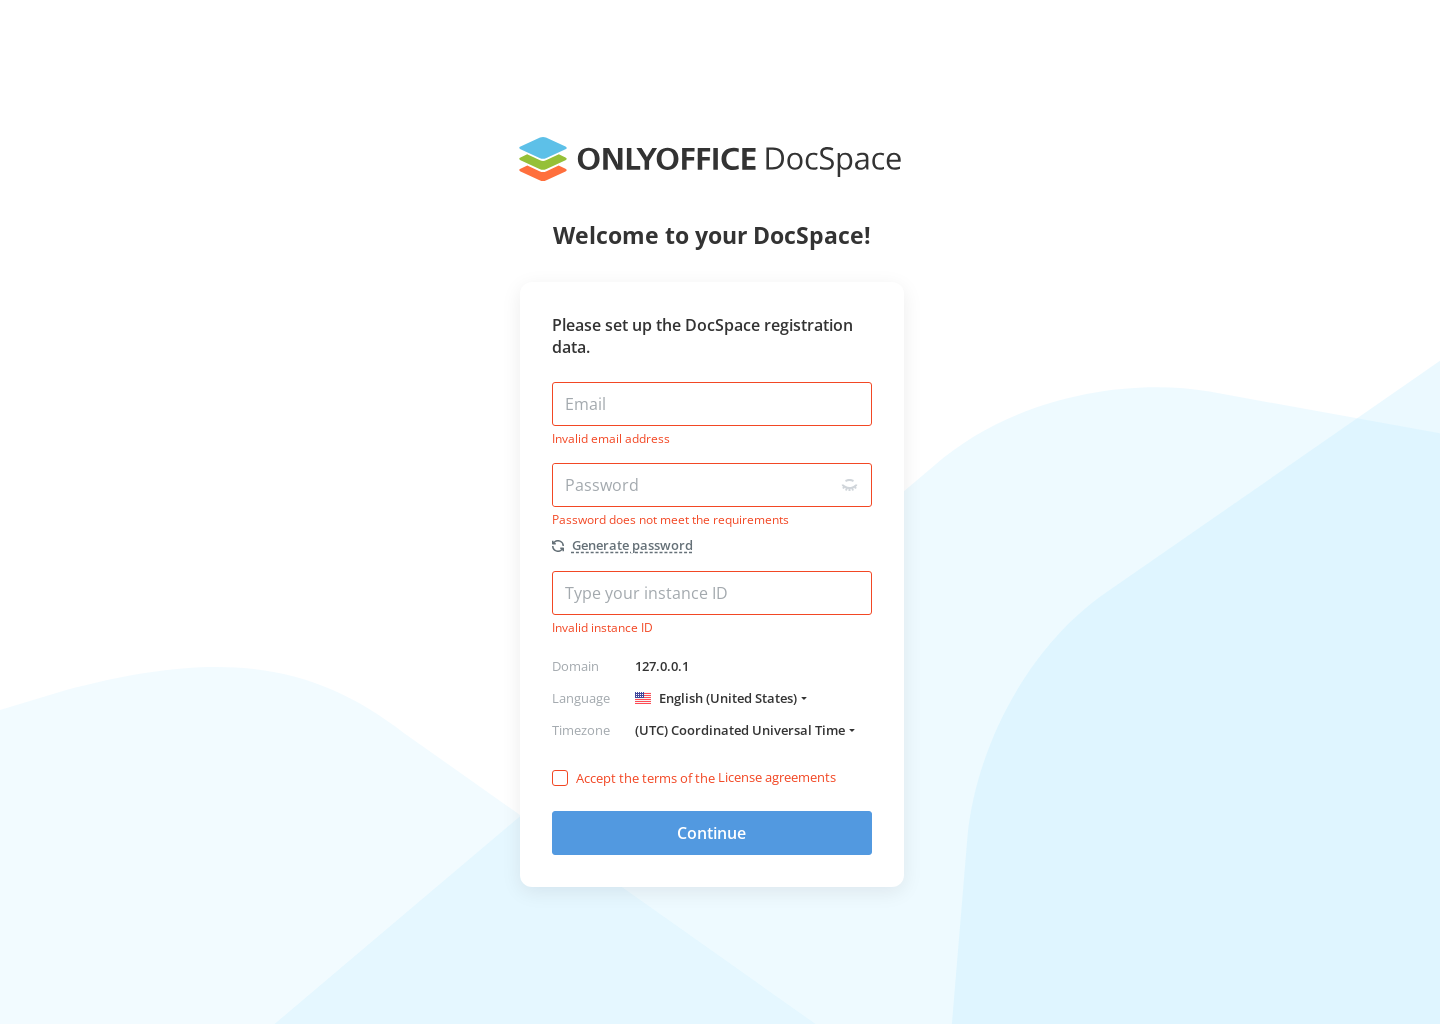 ONLYOFFICE DocSpace
Welcome to your DocSpace!
Please set up the DocSpace registration
data.
Email
Invalid email address
Password
Password does not meet the requirements
Generate password
Type your instance ID
Invalid instance ID
Domain 127.0.0.1
Language English (United States)
Timezone (UTC) Coordinated Universal Time
Accept the terms of the License agreements
Continue